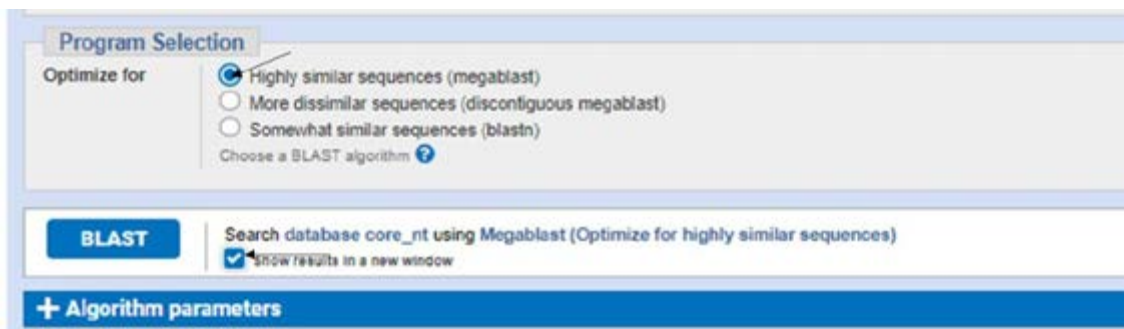 Program Selection
Optimize for
Highly similar sequences (megablast)
More dissimilar sequences (discontiguous megablast)
Somewhat similar sequences (blastn)
Choose a BLAST algorithm ?
BLAST
Search database core_nt using Megablast (Optimize for highly similar sequences)
Show results in a new window
+ Algorithm parameters